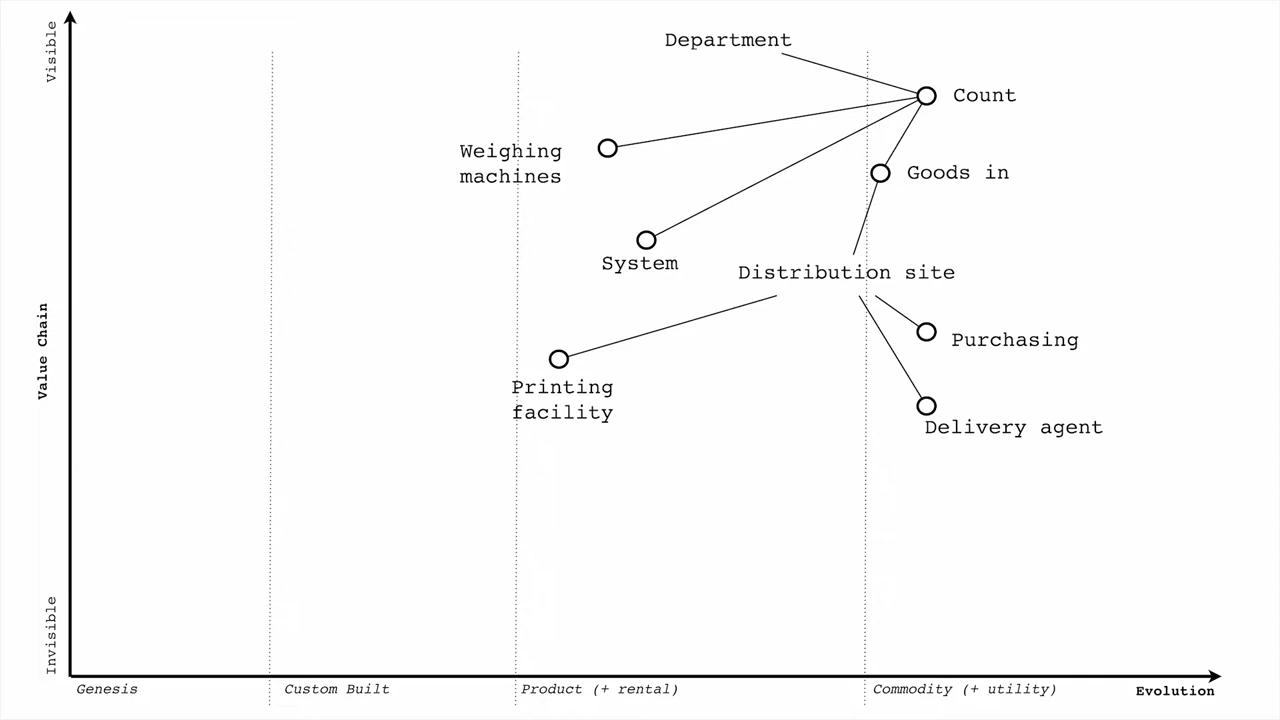 Visible
Department
Count
Weighing
machines
Goods in
System
Distribution site
Value Chain
Purchasing
Printing
facility
Delivery agent
Invisible
Genesis
Custom Built
Product (+ rental)
Commodity (+ utility)
Evolution